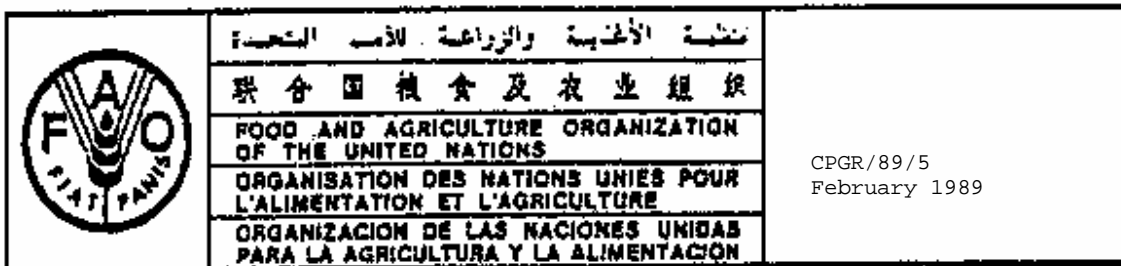 منظمة الأغذية والزراعة للأمم المتحدة
联合国粮食及农业组织
FOOD AND AGRICULTURE ORGANIZATION
OF THE UNITED NATIONS
ORGANISATION DES NATIONS UNIES POUR
L'ALIMENTATION ET L'AGRICULTURE
ORGANIZACION DE LAS NACIONES UNIDAS
PARA LA AGRICULTURA Y LA ALIMENTACION
F A O
FIAT PANIS
CPGR/89/5
February 1989